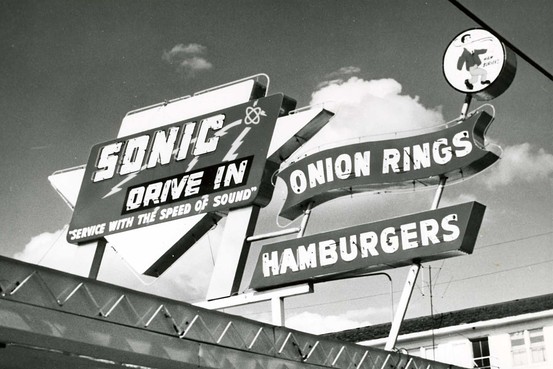 SONIC
DRIVE IN
"SERVICE WITH THE SPEED OF SOUND"
ONION RINGS
HAMBURGERS